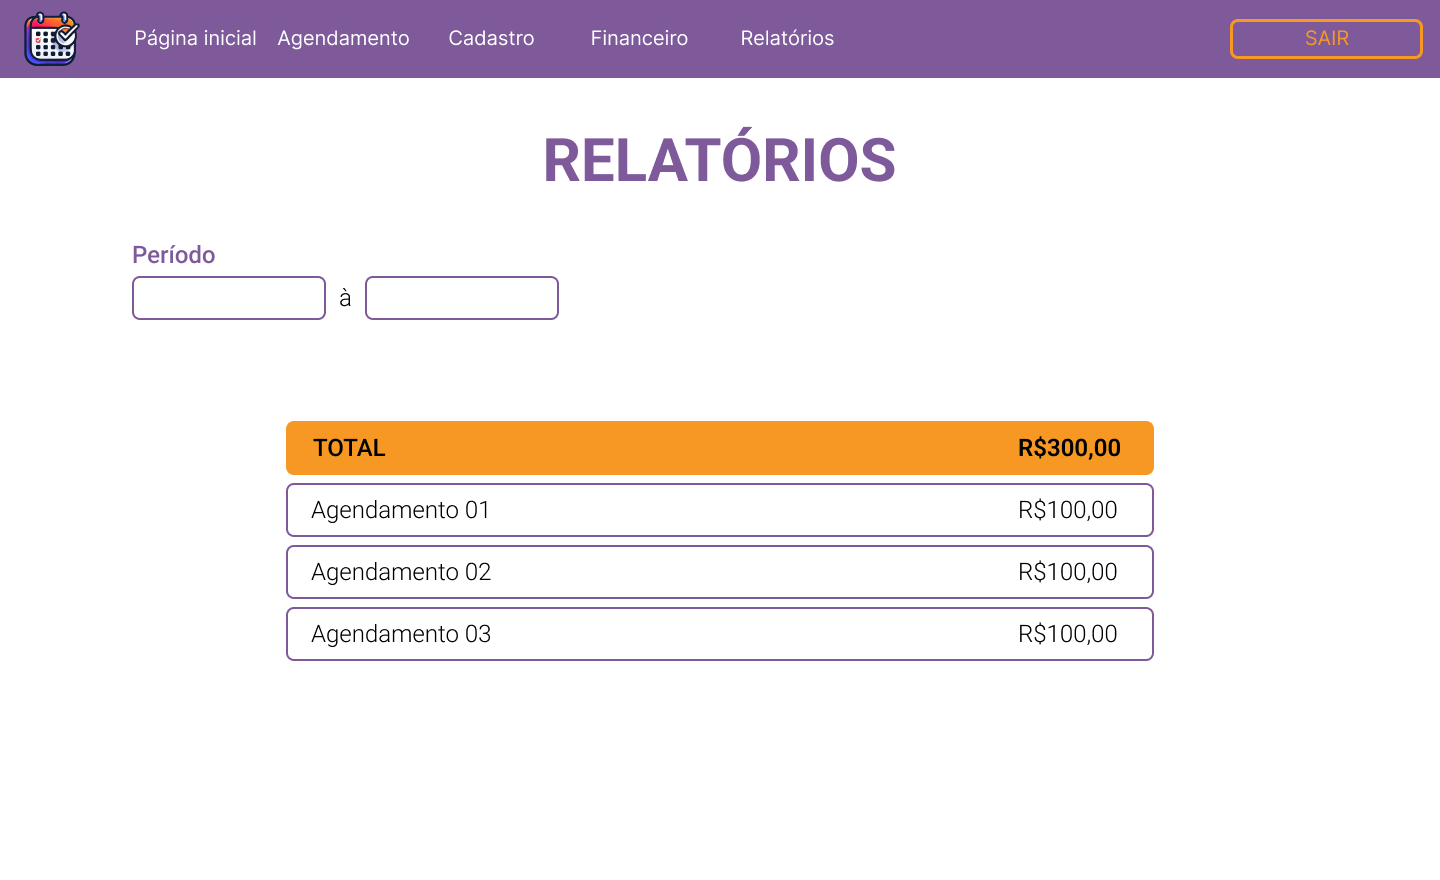 Página inicial Agendamento Cadastro Financeiro Relatórios SAIR
RELATÓRIOS
Período
à
TOTAL R$300,00
Agendamento 01 R$100,00
Agendamento 02 R$100,00
Agendamento 03 R$100,00